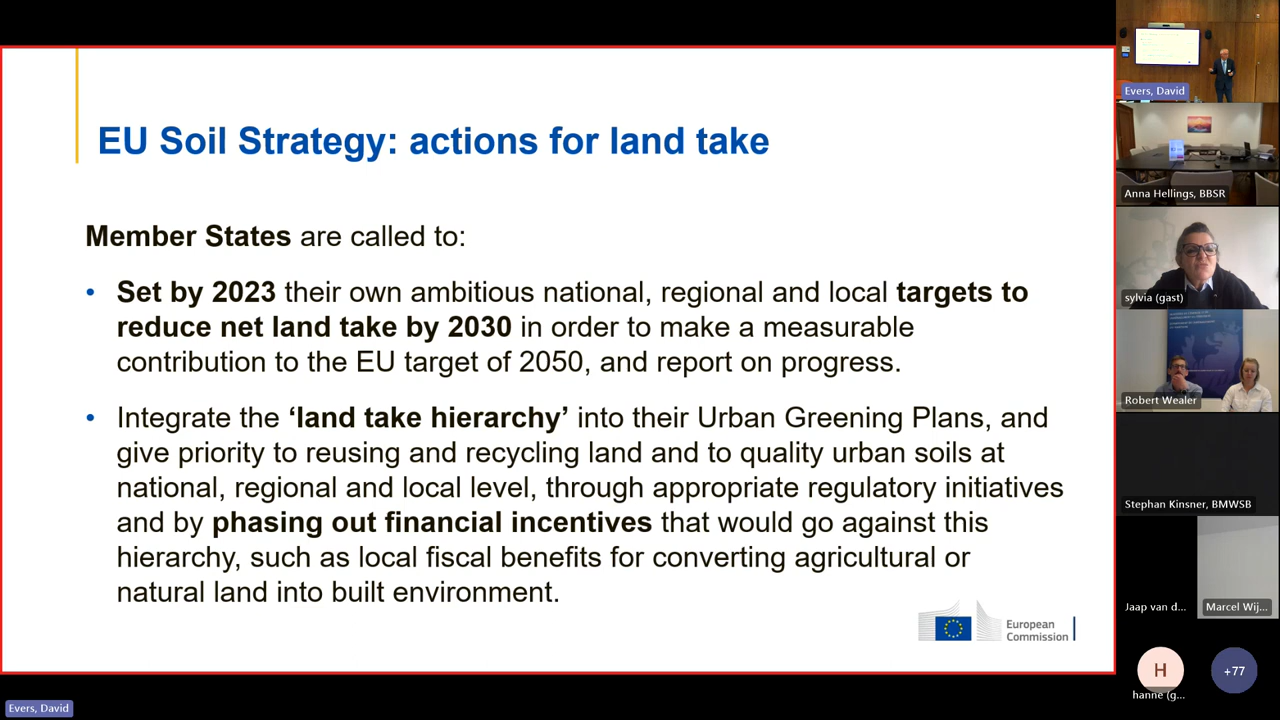 EU Soil Strategy: actions for land take
Member States are called to:
• Set by 2023 their own ambitious national, regional and local targets to
reduce net land take by 2030 in order to make a measurable
contribution to the EU target of 2050, and report on progress.
• Integrate the ‘land take hierarchy’ into their Urban Greening Plans, and
give priority to reusing and recycling land and to quality urban soils at
national, regional and local level, through appropriate regulatory initiatives
and by phasing out financial incentives that would go against this
hierarchy, such as local fiscal benefits for converting agricultural or
natural land into built environment.
European
Commission
Evers, David
Evers, David
Anna Hellings, BBSR
sylvia (gast)
Robert Wealer
Stephan Kinsner, BMWSB
Jaap van d...
Marcel Wij...
H
hanne (g...
+77